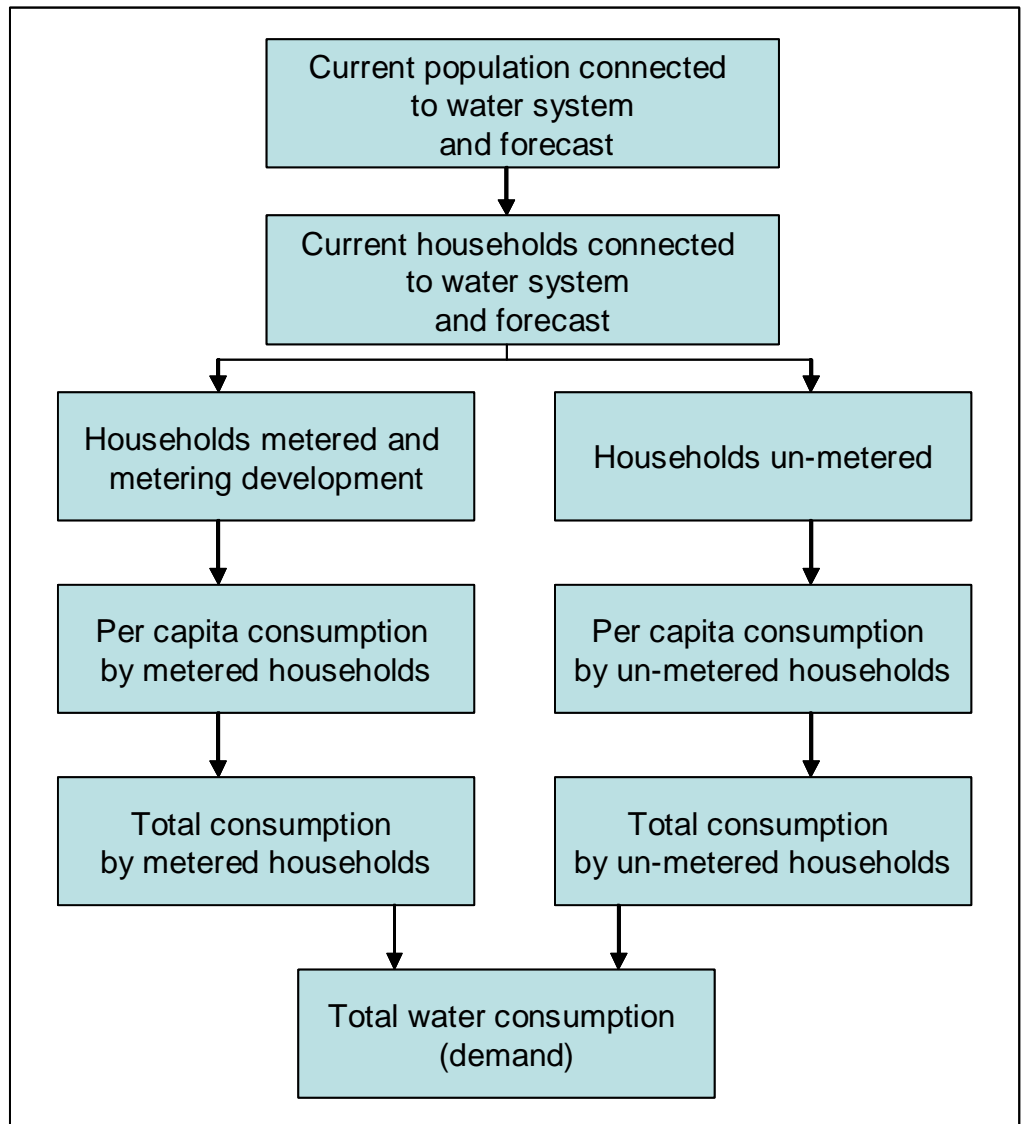 Current population connected
to water system
and forecast
Current households connected
to water system
and forecast
Households metered and
metering development
Households un-metered
Per capita consumption
by metered households
Per capita consumption
by un-metered households
Total consumption
by metered households
Total consumption
by un-metered households
Total water consumption
(demand)